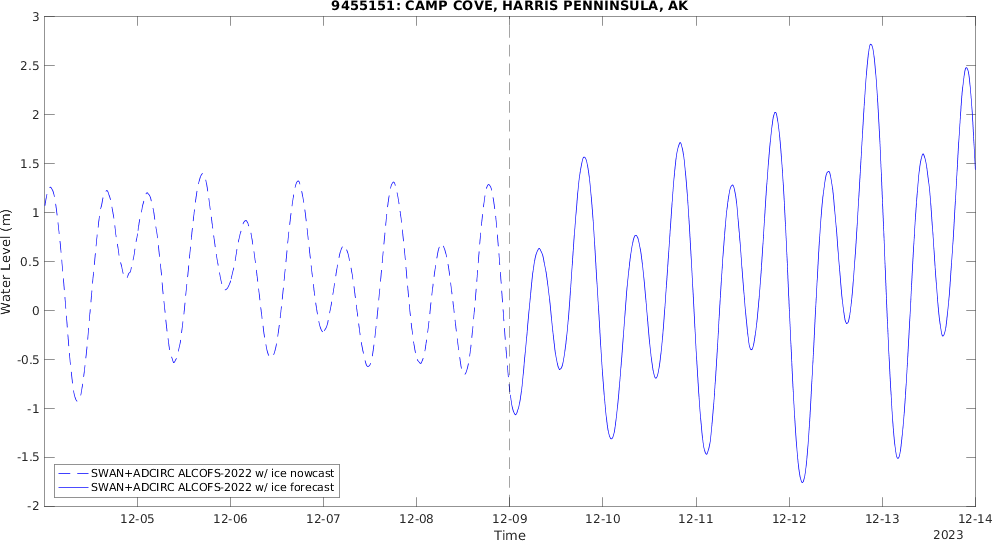 9455151: CAMP COVE, HARRIS PENNINSULA, AK
Water Level (m)
3
2.5
2
1.5
1
0.5
0
-0.5
-1
-1.5
-2
SWAN+ADCIRC ALCOFS-2022 w/ ice nowcast
SWAN+ADCIRC ALCOFS-2022 w/ ice forecast
12-05 12-06 12-07 12-08 12-09 12-10 12-11 12-12 12-13 12-14
Time
2023